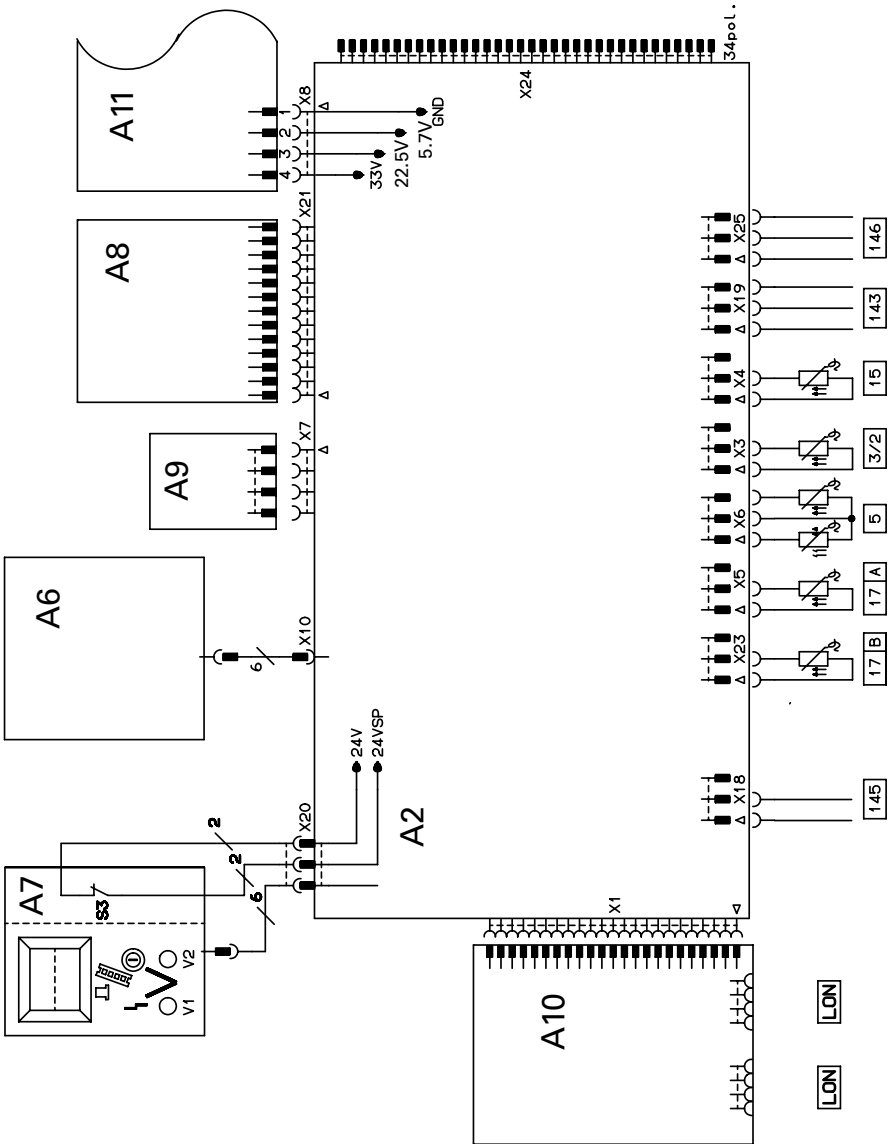 34pol.
X24
A11
X8
1
2
3
4
GND
5.7V
22.5V
33V
A8
X21
A9
X7
A6
X10
6
24V
24VSP
A2
X20
2
2
6
A7
S3
V1
V2
X1
A10
LON
LON
X25
146
X19
143
X4
15
X3
3/2
X6
5
X5
17 A
X23
17 B
X18
145